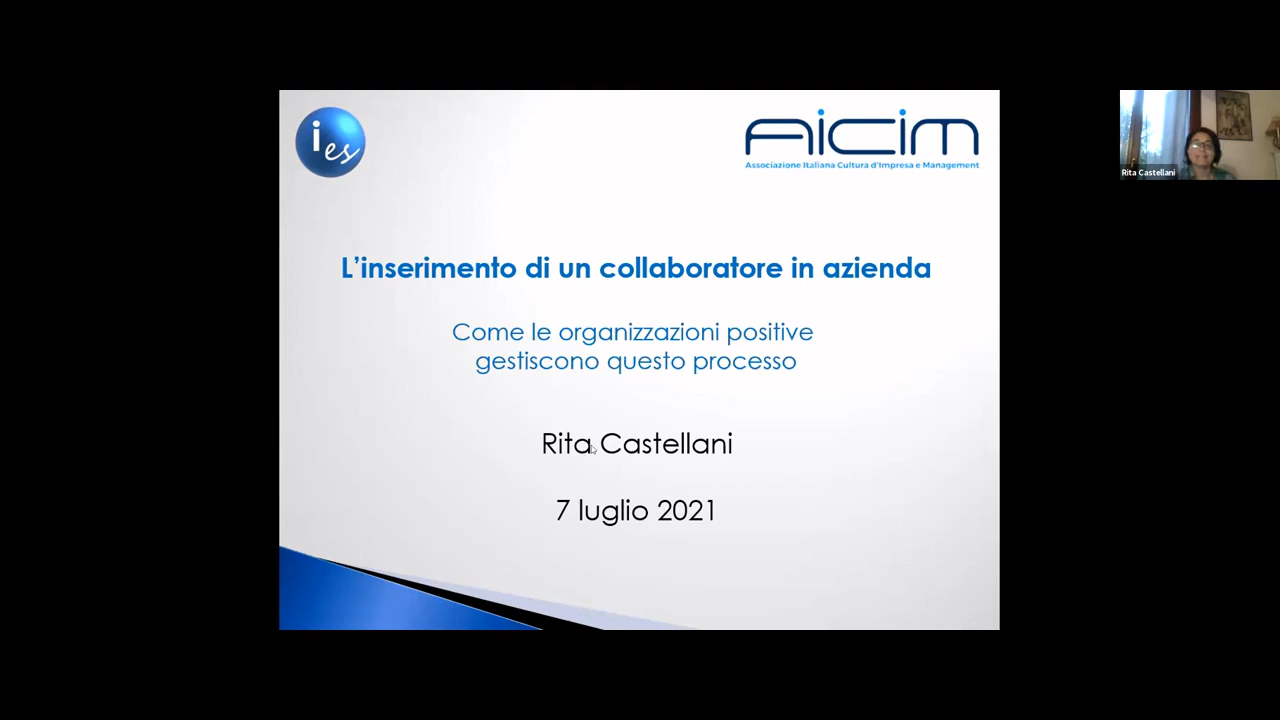 ies
AICIM
Associazione Italiana Cultura d'Impresa e Management
L'inserimento di un collaboratore in azienda
Come le organizzazioni positive
gestiscono questo processo
Rita Castellani
7 luglio 2021
Rita Castellani